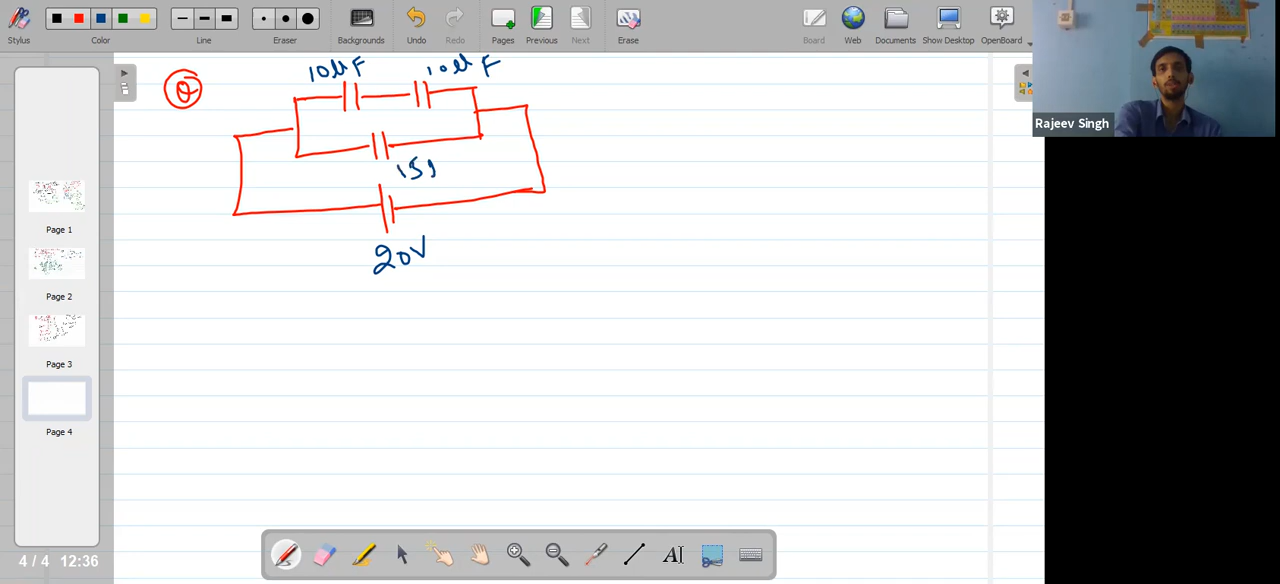 Stylus
Color
Line
Eraser
Backgrounds
Undo
Redo
Pages
Previous
Next
Erase
Board
Web
Documents
Show Desktop
OpenBoard
Rajeev Singh
Q
10μF 10μF
20V
Page 1
Page 2
Page 3
Page 4
4 / 4 12:36